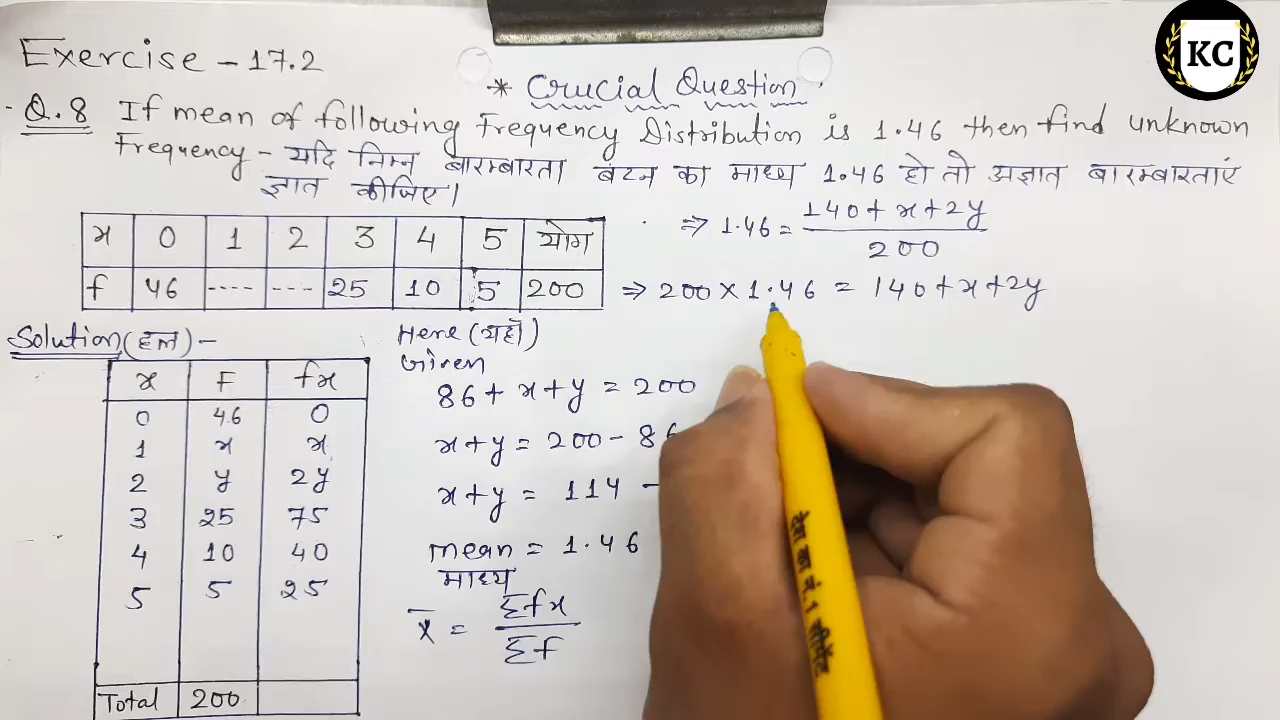 KC
Exercise - 17.2
* Crucial Question
Q.8 If mean of following Frequency Distribution is 1.46 then find unknown
Frequency - यदि निम्न बारम्बारता बंटन का माध्य 1.46 हो तो अज्ञात बारम्बारताएं
ज्ञात कीजिए।
x 0 1 2 3 4 5 योग
f 46 ---- --- 25 10 5 200
⇒ 1.46 = (140 + x + 2y) / 200
⇒ 200 × 1.46 = 140 + x + 2y
Solution (हल) -
x F fx
0 46 0
1 x x
2 y 2y
3 25 75
4 10 40
5 5 25
Total 200
Here (यहाँ)
Given
86 + x + y = 200
x + y = 200 - 86
x + y = 114 -
mean = 1.46
माध्य
x̄ = Σfx / Σf
देश का नं. 1 सीमेंट